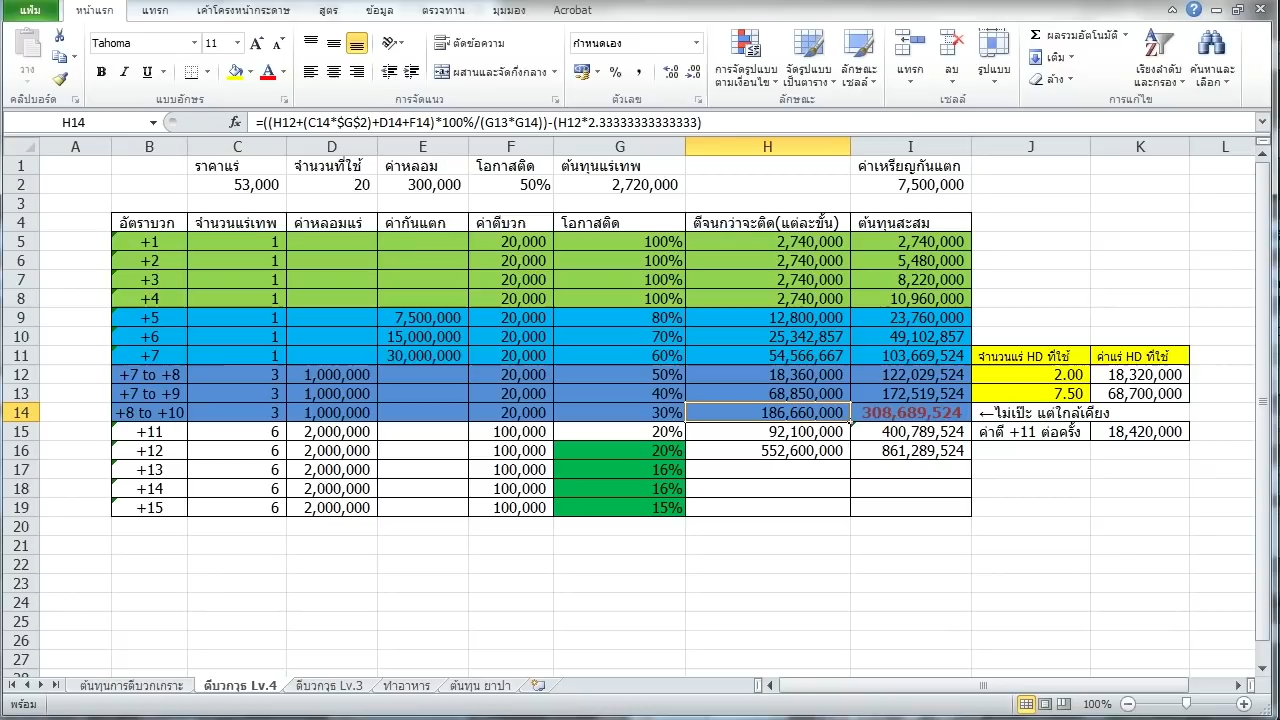 แฟ้ม หน้าแรก แทรก เค้าโครงหน้ากระดาษ สูตร ข้อมูล ตรวจทาน มุมมอง Acrobat
Tahoma 11 ตัดข้อความ กำหนดเอง ผลรวมอัตโนมัติ
วาง B I U A ผสานและจัดกึ่งกลาง % การจัดรูปแบบตามเงื่อนไข จัดรูปแบบเป็นตาราง ลักษณะเซลล์ แทรก ลบ รูปแบบ เติม ล้าง เรียงลำดับและกรอง ค้นหาและเลือก
คลิปบอร์ด แบบอักษร การจัดแนว ตัวเลข ลักษณะ เซลล์ การแก้ไข
H14 fx =((H12+(C14*$G$2)+D14+F14)*100%/(G13*G14))-(H12*2.33333333333333)
A B C D E F G H I J K L
1 ราคาแร่ จำนวนที่ใช้ ค่าหลอม โอกาสติด ต้นทุนแร่เทพ ค่าเหรียญกันแตก
2 53,000 20 300,000 50% 2,720,000 7,500,000
3
4 อัตราบวก จำนวนแร่เทพ ค่าหลอมแร่ ค่ากันแตก ค่าตีบวก โอกาสติด ตีจนกว่าจะติด(แต่ละขั้น) ต้นทุนสะสม
5 +1 1 20,000 100% 2,740,000 2,740,000
6 +2 1 20,000 100% 2,740,000 5,480,000
7 +3 1 20,000 100% 2,740,000 8,220,000
8 +4 1 20,000 100% 2,740,000 10,960,000
9 +5 1 7,500,000 20,000 80% 12,800,000 23,760,000
10 +6 1 15,000,000 20,000 70% 25,342,857 49,102,857
11 +7 1 30,000,000 20,000 60% 54,566,667 103,669,524 จำนวนแร่ HD ที่ใช้ ค่าแร่ HD ที่ใช้
12 +7 to +8 3 1,000,000 20,000 50% 18,360,000 122,029,524 2.00 18,320,000
13 +7 to +9 3 1,000,000 20,000 40% 68,850,000 172,519,524 7.50 68,700,000
14 +8 to +10 3 1,000,000 20,000 30% 186,660,000 308,689,524 ←ไม่เป๊ะ แต่ใกล้เคียง
15 +11 6 2,000,000 100,000 20% 92,100,000 400,789,524 ค่าตี +11 ต่อครั้ง 18,420,000
16 +12 6 2,000,000 100,000 20% 552,600,000 861,289,524
17 +13 6 2,000,000 100,000 16%
18 +14 6 2,000,000 100,000 16%
19 +15 6 2,000,000 100,000 15%
20
21
22
23
24
25
26
27
ต้นทุนการตีบวกเกราะ ตีบวกวุธ Lv.4 ตีบวกวุธ Lv.3 ทำอาหาร ต้นทุน ยาปา
พร้อม 100%